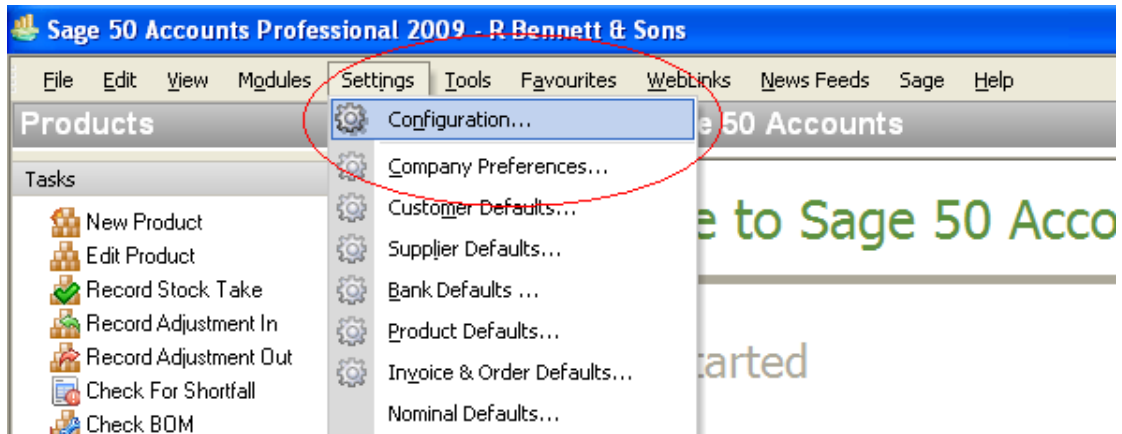 Sage 50 Accounts Professional 2009 - R Bennett & Sons
File Edit View Modules Settings Tools Favourites WebLinks News Feeds Sage Help
Products e 50 Accounts
Configuration...
Company Preferences...
Customer Defaults...
Supplier Defaults...
Bank Defaults ...
Product Defaults...
Invoice & Order Defaults...
Nominal Defaults...
Tasks
New Product
Edit Product
Record Stock Take
Record Adjustment In
Record Adjustment Out
Check For Shortfall
Check BOM
e to Sage 50 Acco
arted